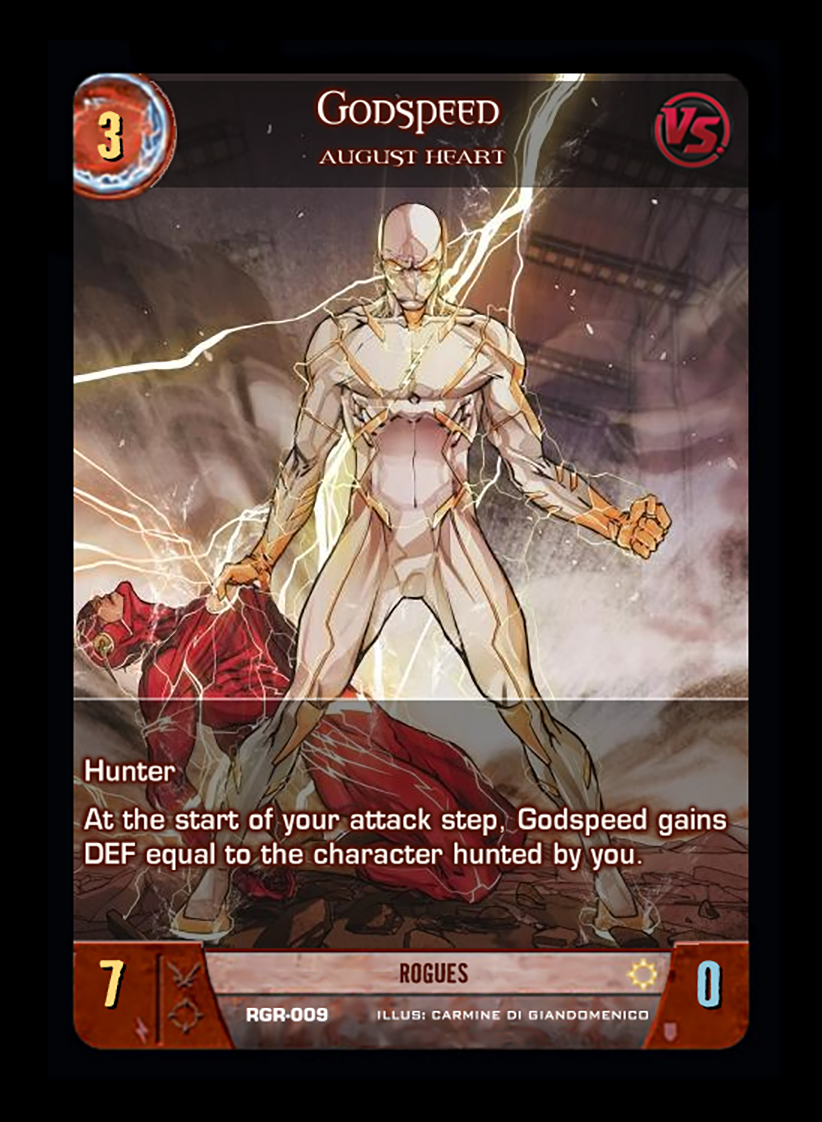 3
GODSPEED
AUGUST HEART
VS.
Hunter
At the start of your attack step, Godspeed gains
DEF equal to the character hunted by you.
7
ROGUES
0
RGR-009
ILLUS: CARMINE DI GIANDOMENICO